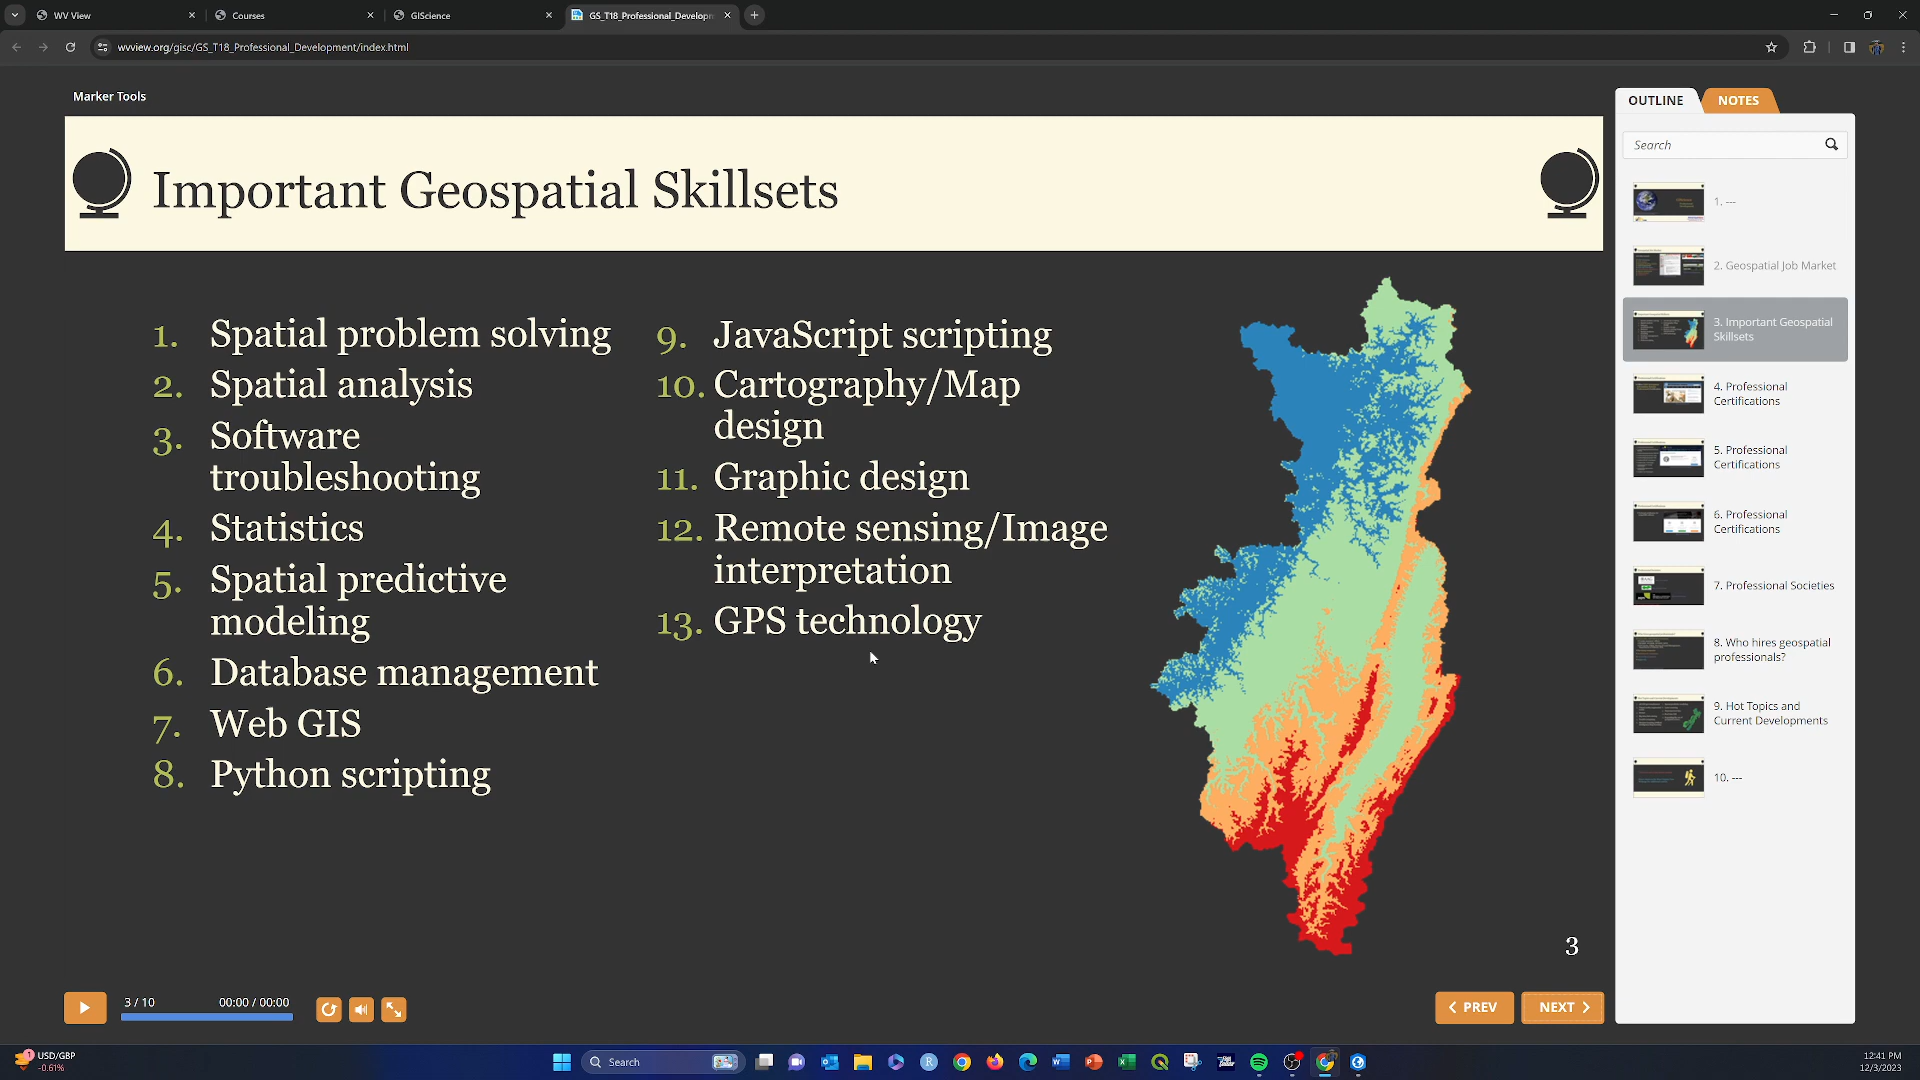 WV View
Courses
GIScience
GS_T18_Professional_Developm
wvview.org/gisc/GS_T18_Professional_Development/index.html
Marker Tools
OUTLINE
NOTES
Search
Important Geospatial Skillsets
1. Spatial problem solving
2. Spatial analysis
3. Software
troubleshooting
4. Statistics
5. Spatial predictive
modeling
6. Database management
7. Web GIS
8. Python scripting
9. JavaScript scripting
10. Cartography/Map
design
11. Graphic design
12. Remote sensing/Image
interpretation
13. GPS technology
3
1. ---
2. Geospatial Job Market
3. Important Geospatial
Skillsets
4. Professional
Certifications
5. Professional
Certifications
6. Professional
Certifications
7. Professional Societies
8. Who hires geospatial
professionals?
9. Hot Topics and
Current Developments
10. ---
3 / 10
00:00 / 00:00
PREV
NEXT
1
USD/GBP
-0.61%
Search
12:41 PM
12/3/2023